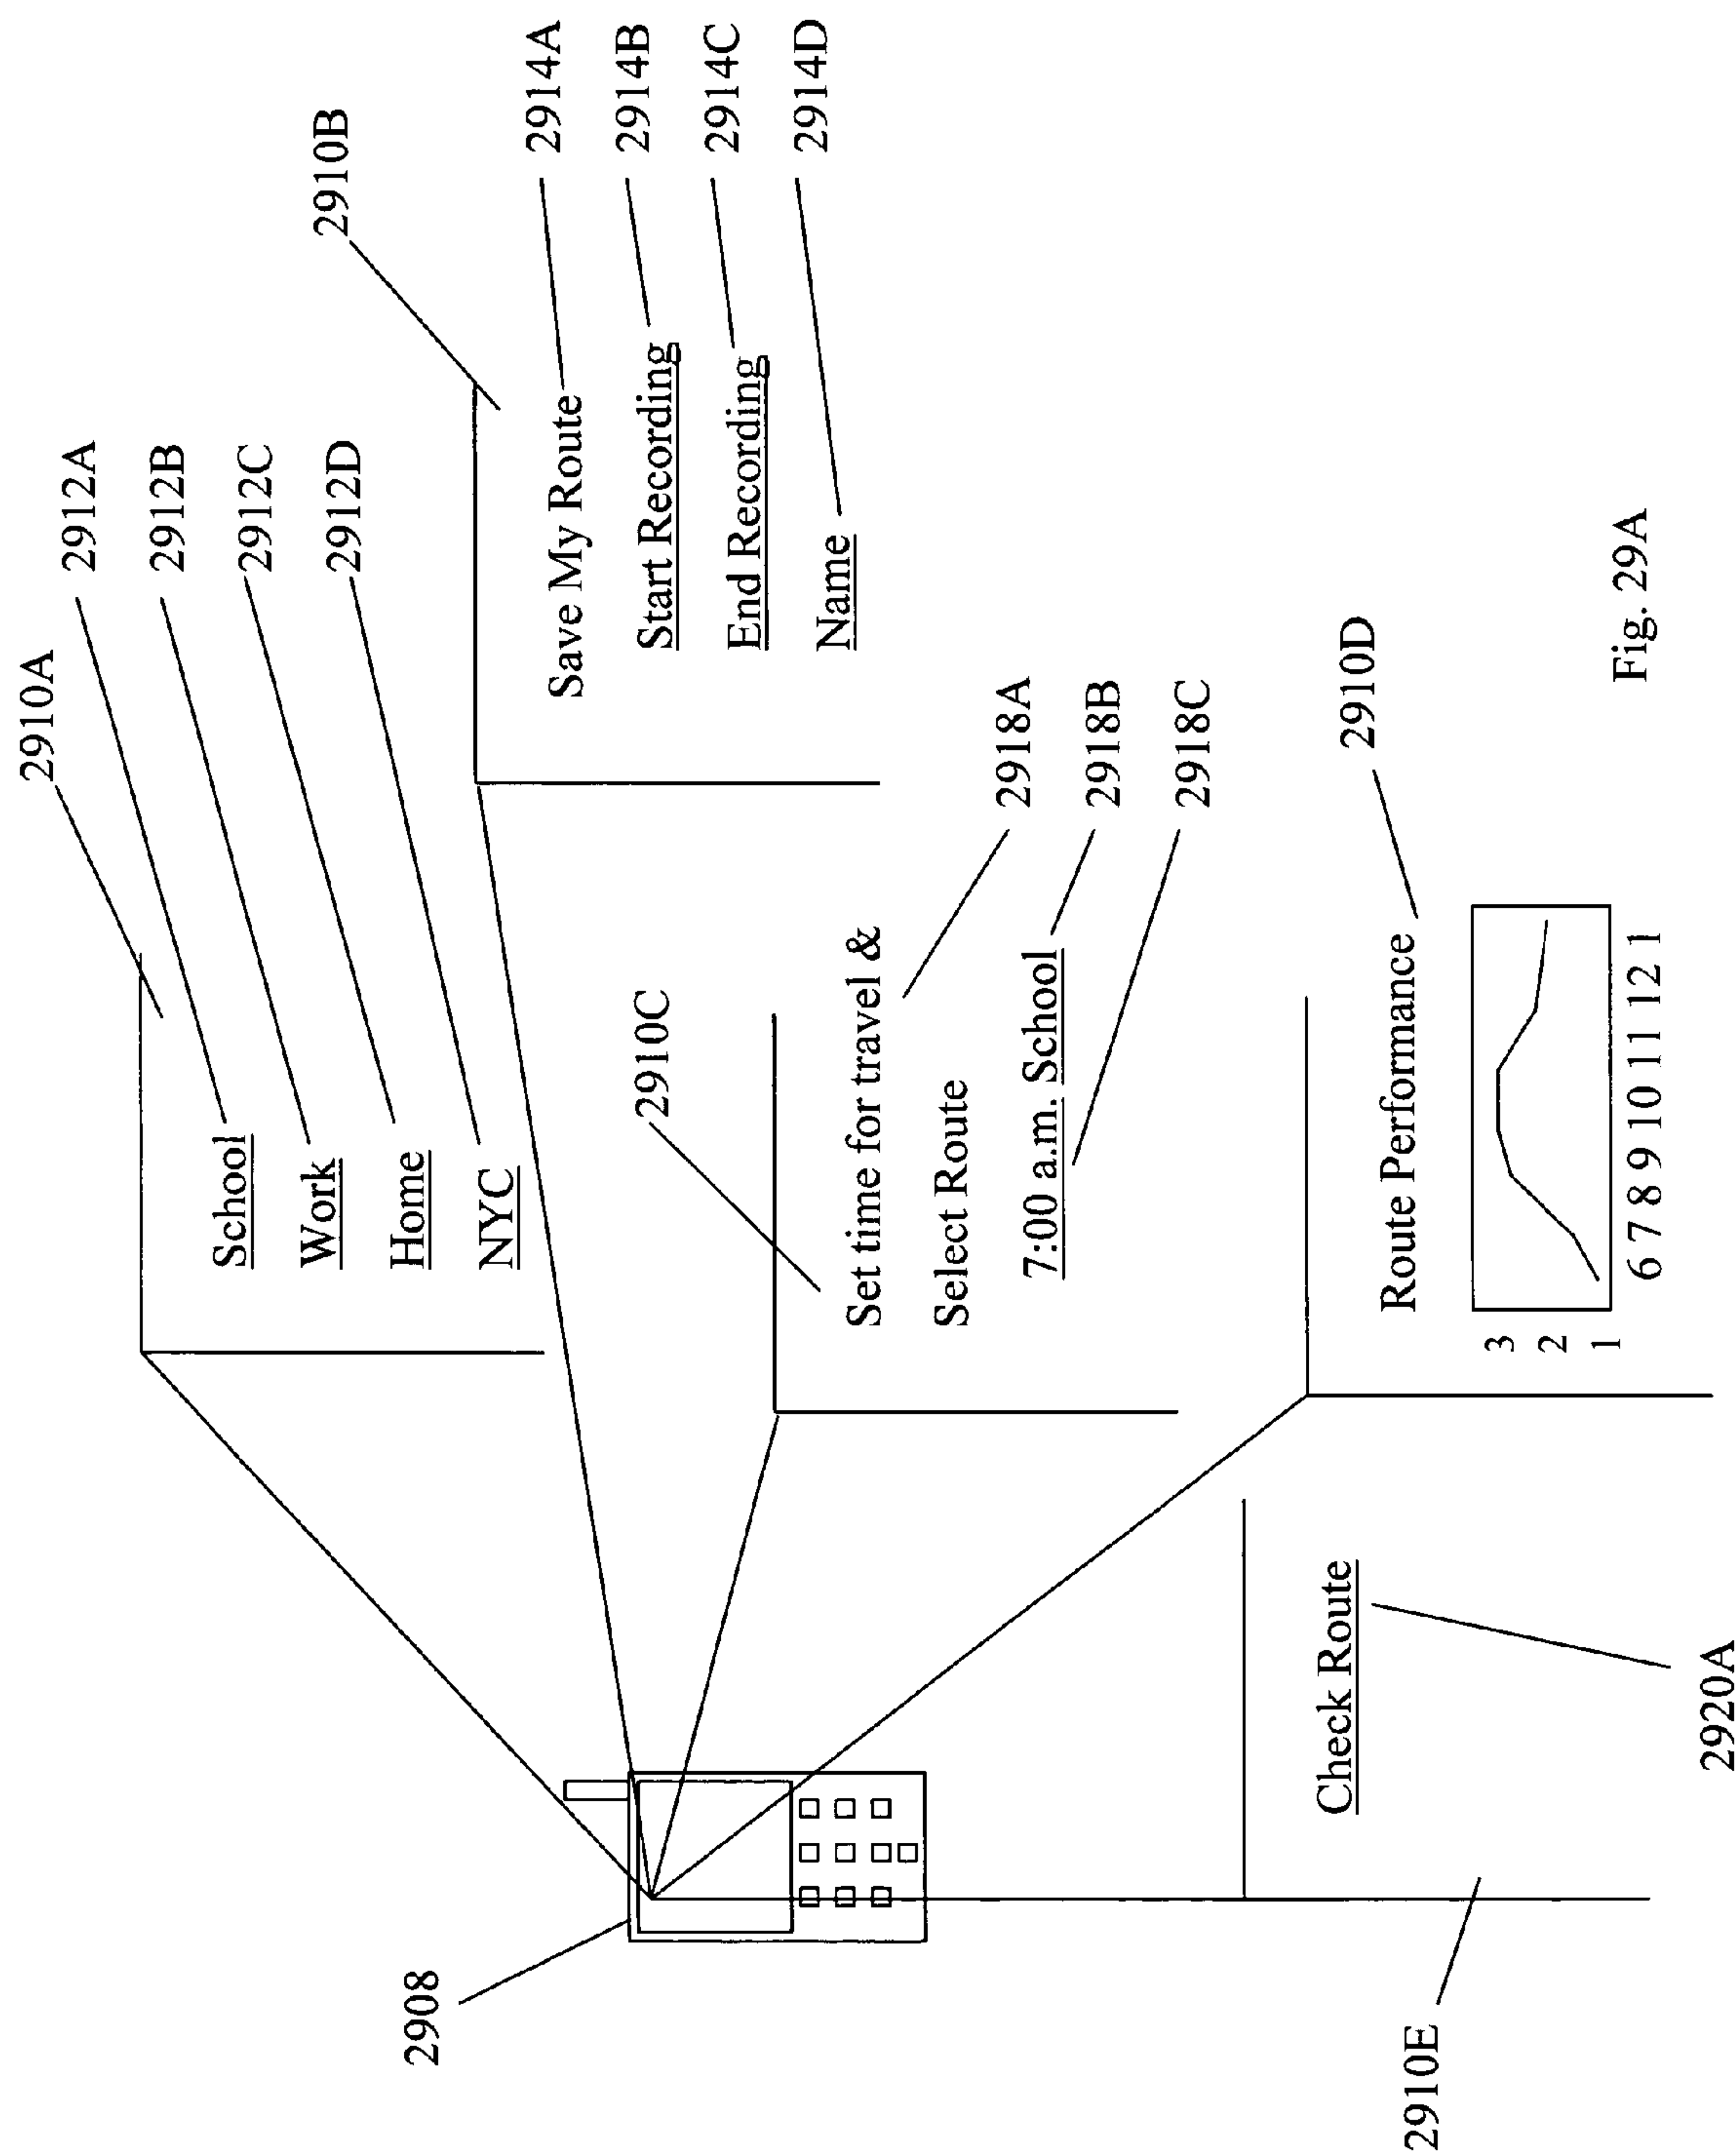 2910A
2912A
2912B
2912C
2912D
School
Work
Home
NYC
2910B
Save My Route
2914A
Start Recording
2914B
End Recording
2914C
Name
2914D
2908
2910C
Set time for travel &
Select Route
7:00 a.m. School
2918A
2918B
2918C
2910D
Route Performance
3
2
1
6 7 8 9 10 11 12 1
Check Route
2910E
2920A
Fig. 29A